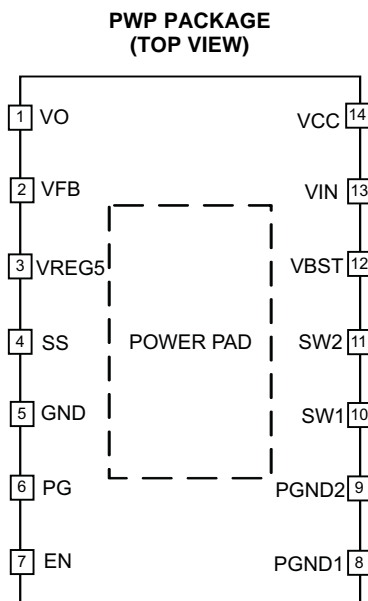 PWP PACKAGE
(TOP VIEW)
1 VO
VCC 14
2 VFB
VIN 13
3 VREG5
VBST 12
4 SS
POWER PAD
SW2 11
5 GND
SW1 10
6 PG
PGND2 9
7 EN
PGND1 8